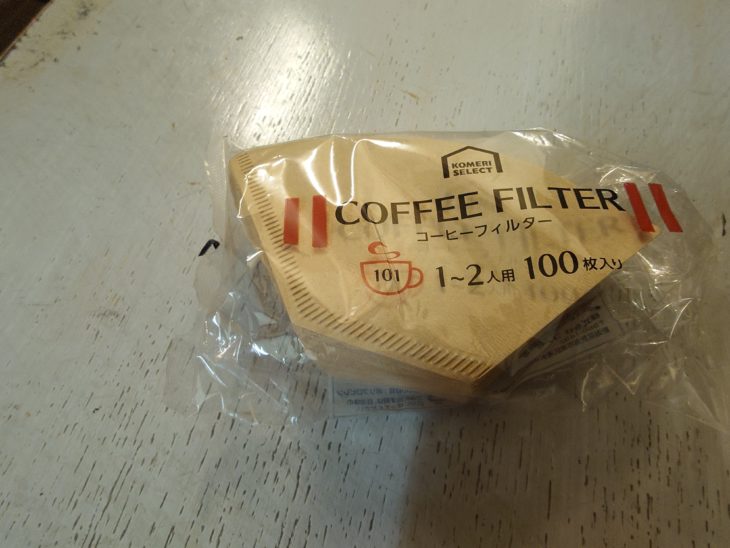 KOMERI
SELECT
COFFEE FILTER
コーヒーフィルター
101
1~2人用 100枚入り